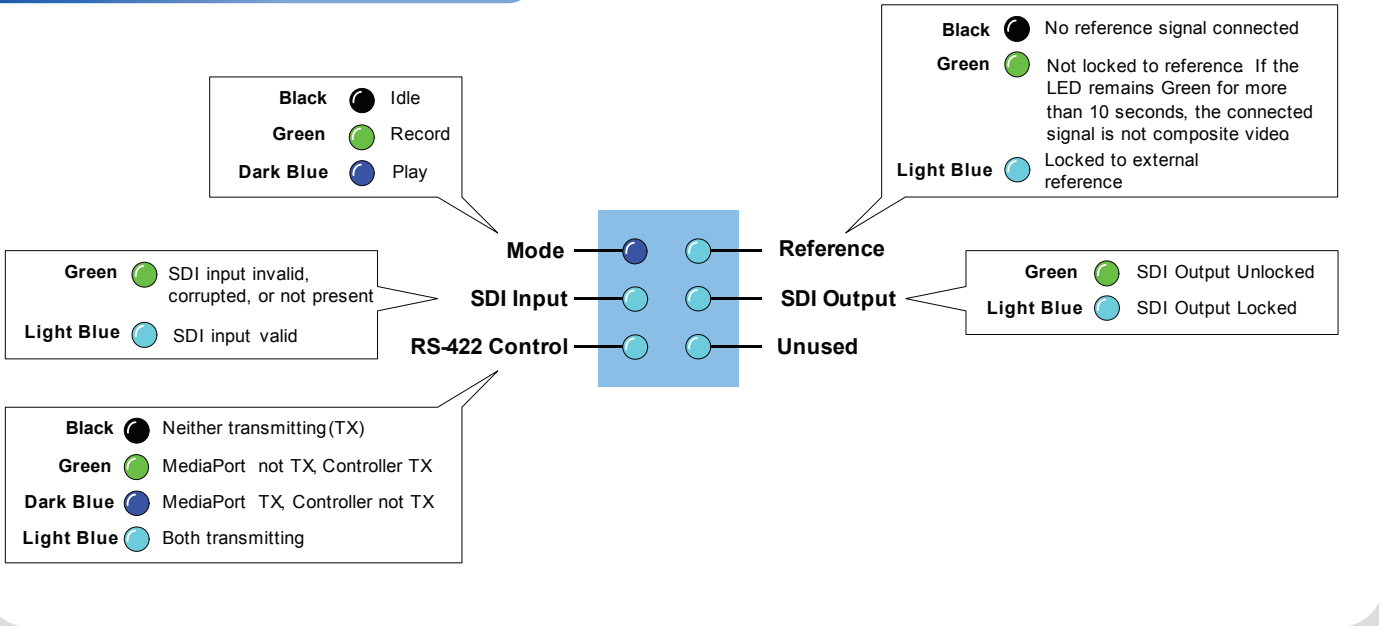 Black No reference signal connected
Green Not locked to reference. If the
LED remains Green for more
than 10 seconds, the connected
signal is not composite video.
Light Blue Locked to external
reference
Black Idle
Green Record
Dark Blue Play
Mode
Reference
Green SDI input invalid,
corrupted, or not present
Light Blue SDI input valid
SDI Input
SDI Output
Green SDI Output Unlocked
Light Blue SDI Output Locked
RS-422 Control
Unused
Black Neither transmitting (TX)
Green MediaPort not TX, Controller TX
Dark Blue MediaPort TX, Controller not TX
Light Blue Both transmitting